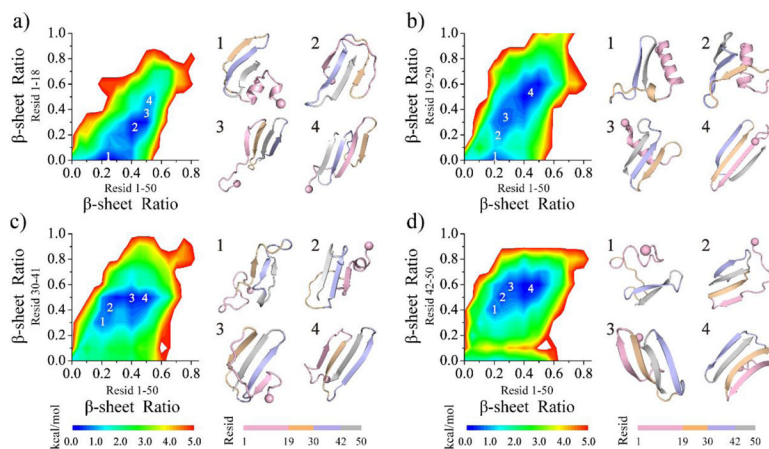 a)
β-sheet Ratio
Resid 1-18
1.0
0.8
0.6
0.4
0.2
0.0
4
3
2
1
0.0 0.2 0.4 0.6 0.8
Resid 1-50
β-sheet Ratio
1 2
3 4
b)
β-sheet Ratio
Resid 19-29
1.0
0.8
0.6
0.4
0.2
0.0
4
3
2
1
0.0 0.2 0.4 0.6 0.8
Resid 1-50
β-sheet Ratio
1 2
3 4
c)
β-sheet Ratio
Resid 30-41
1.0
0.8
0.6
0.4
0.2
0.0
3 4
2
1
0.0 0.2 0.4 0.6 0.8
Resid 1-50
β-sheet Ratio
1 2
3 4
d)
β-sheet Ratio
Resid 42-50
1.0
0.8
0.6
0.4
0.2
0.0
3 4
2
1
0.0 0.2 0.4 0.6 0.8
Resid 1-50
β-sheet Ratio
1 2
3 4
kcal/mol
0.0 1.0 2.0 3.0 4.0 5.0
Resid
1 19 30 42 50
kcal/mol
0.0 1.0 2.0 3.0 4.0 5.0
Resid
1 19 30 42 50